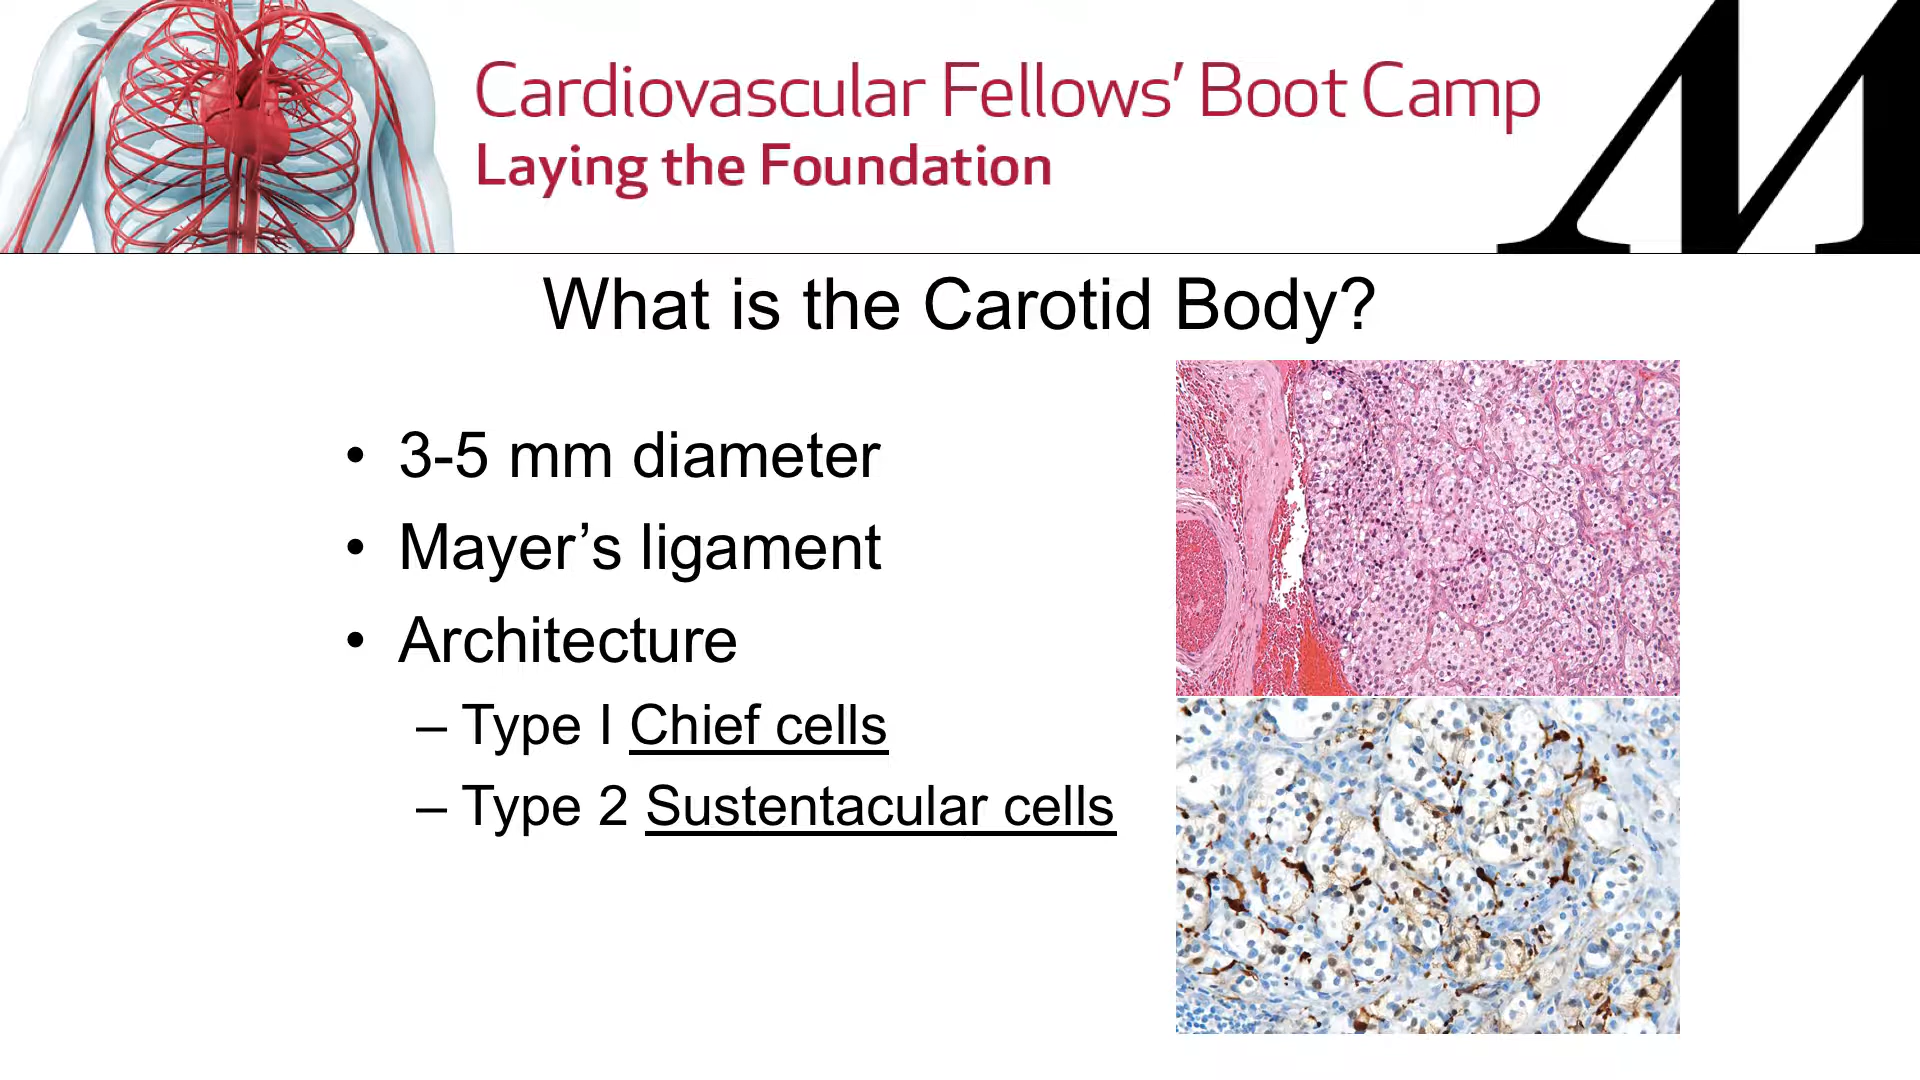 Cardiovascular Fellows’ Boot Camp
Laying the Foundation
M
What is the Carotid Body?
• 3-5 mm diameter
• Mayer’s ligament
• Architecture
– Type I Chief cells
– Type 2 Sustentacular cells